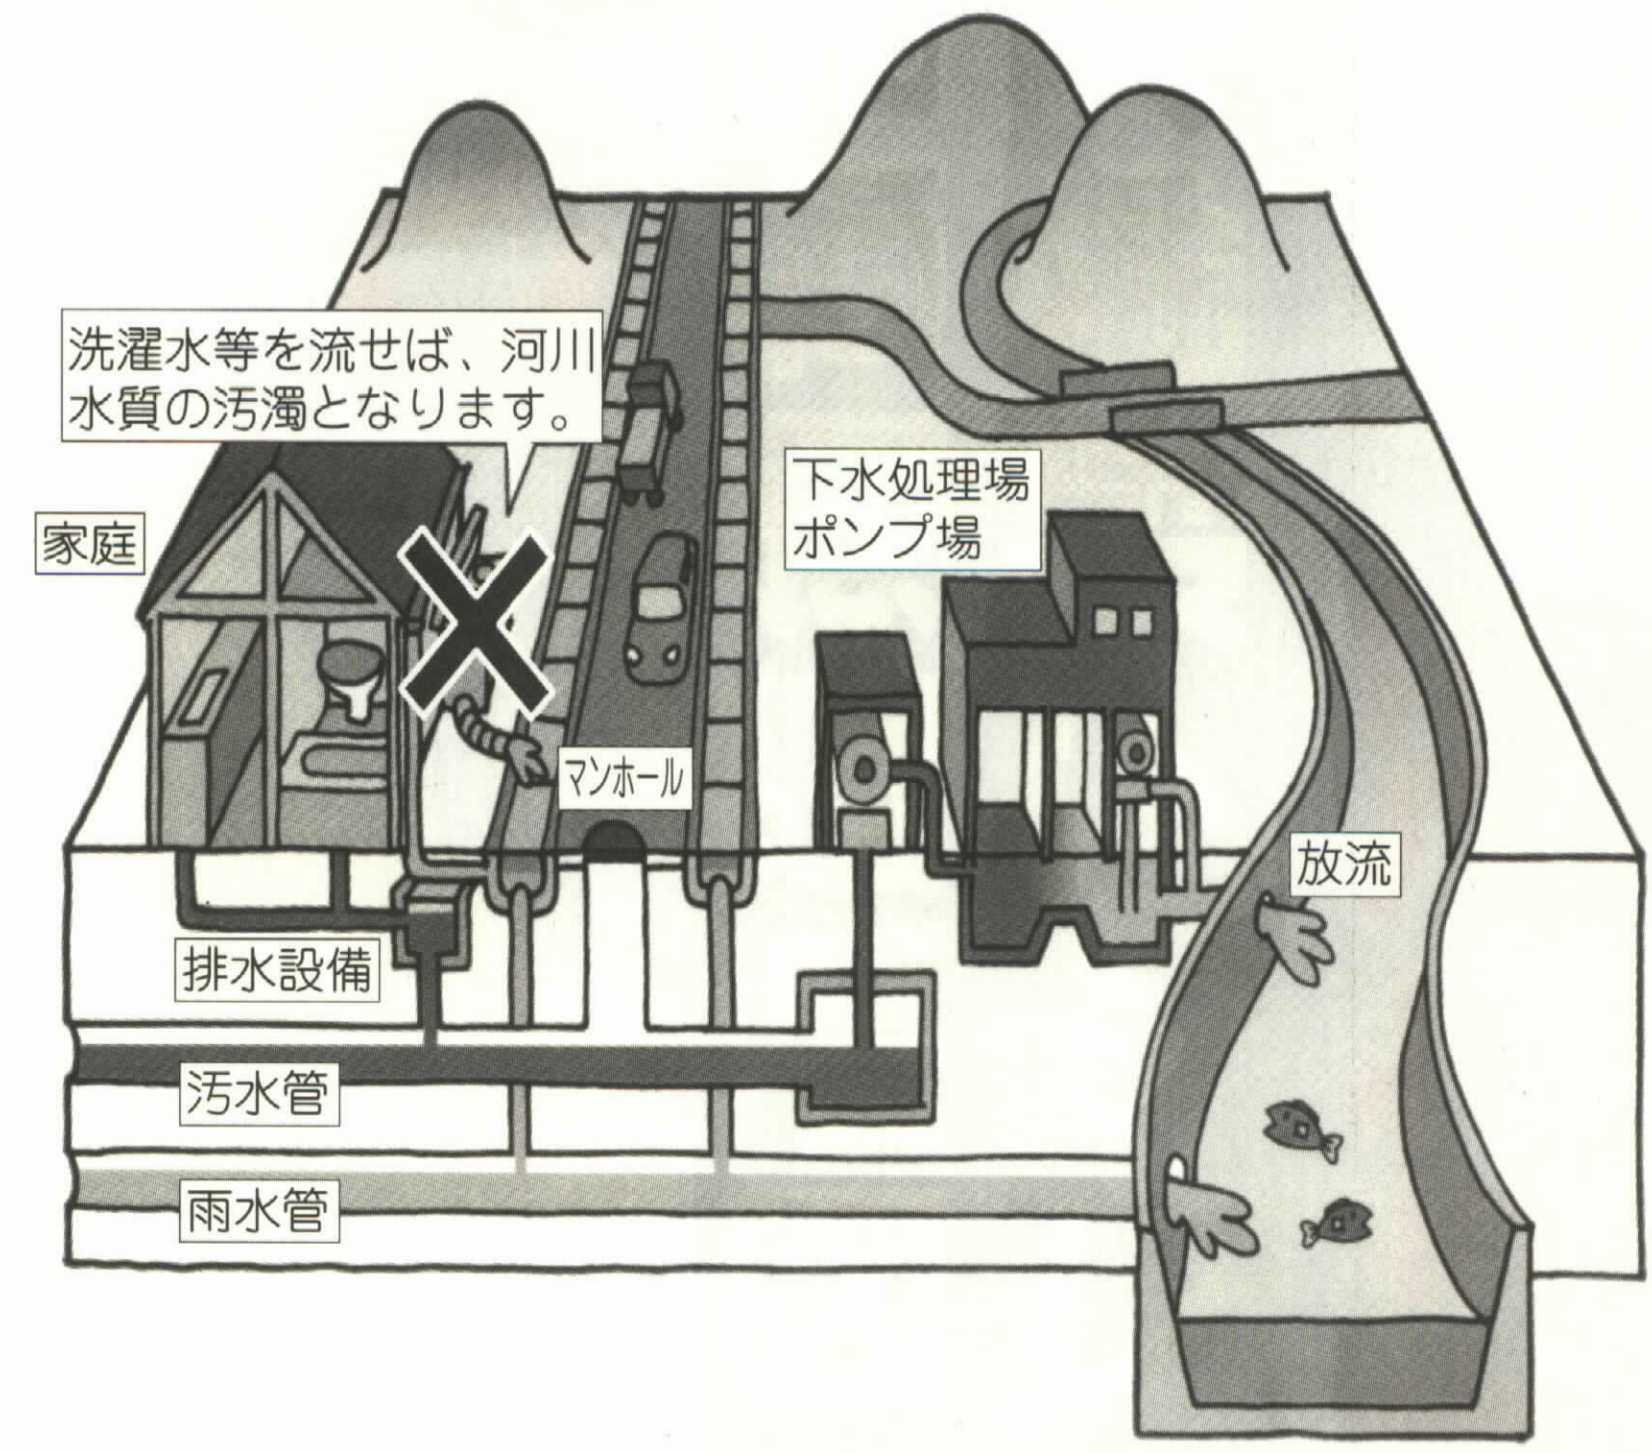 洗濯水等を流せば、河川
水質の汚濁となります。
家庭
下水処理場
ポンプ場
マンホール
放流
排水設備
汚水管
雨水管